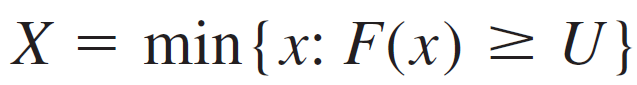 X = min{x: F(x) ≥ U}